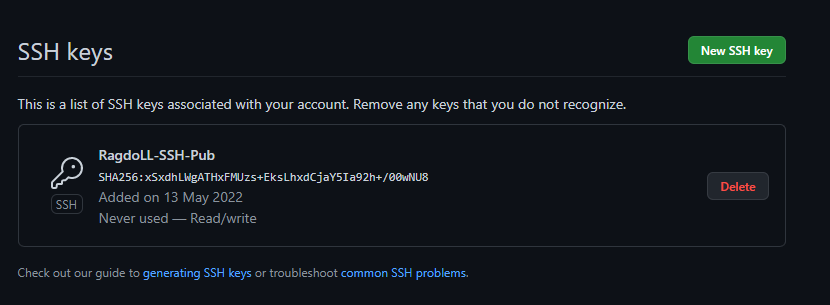 SSH keys
New SSH key
This is a list of SSH keys associated with your account. Remove any keys that you do not recognize.
RagdoLL-SSH-Pub
SHA256:xSxdhLWgATHxFMUzs+EksLhxdCjaY5Ia92h+/00wNU8
Added on 13 May 2022
Never used — Read/write
SSH
Delete
Check out our guide to generating SSH keys or troubleshoot common SSH problems.